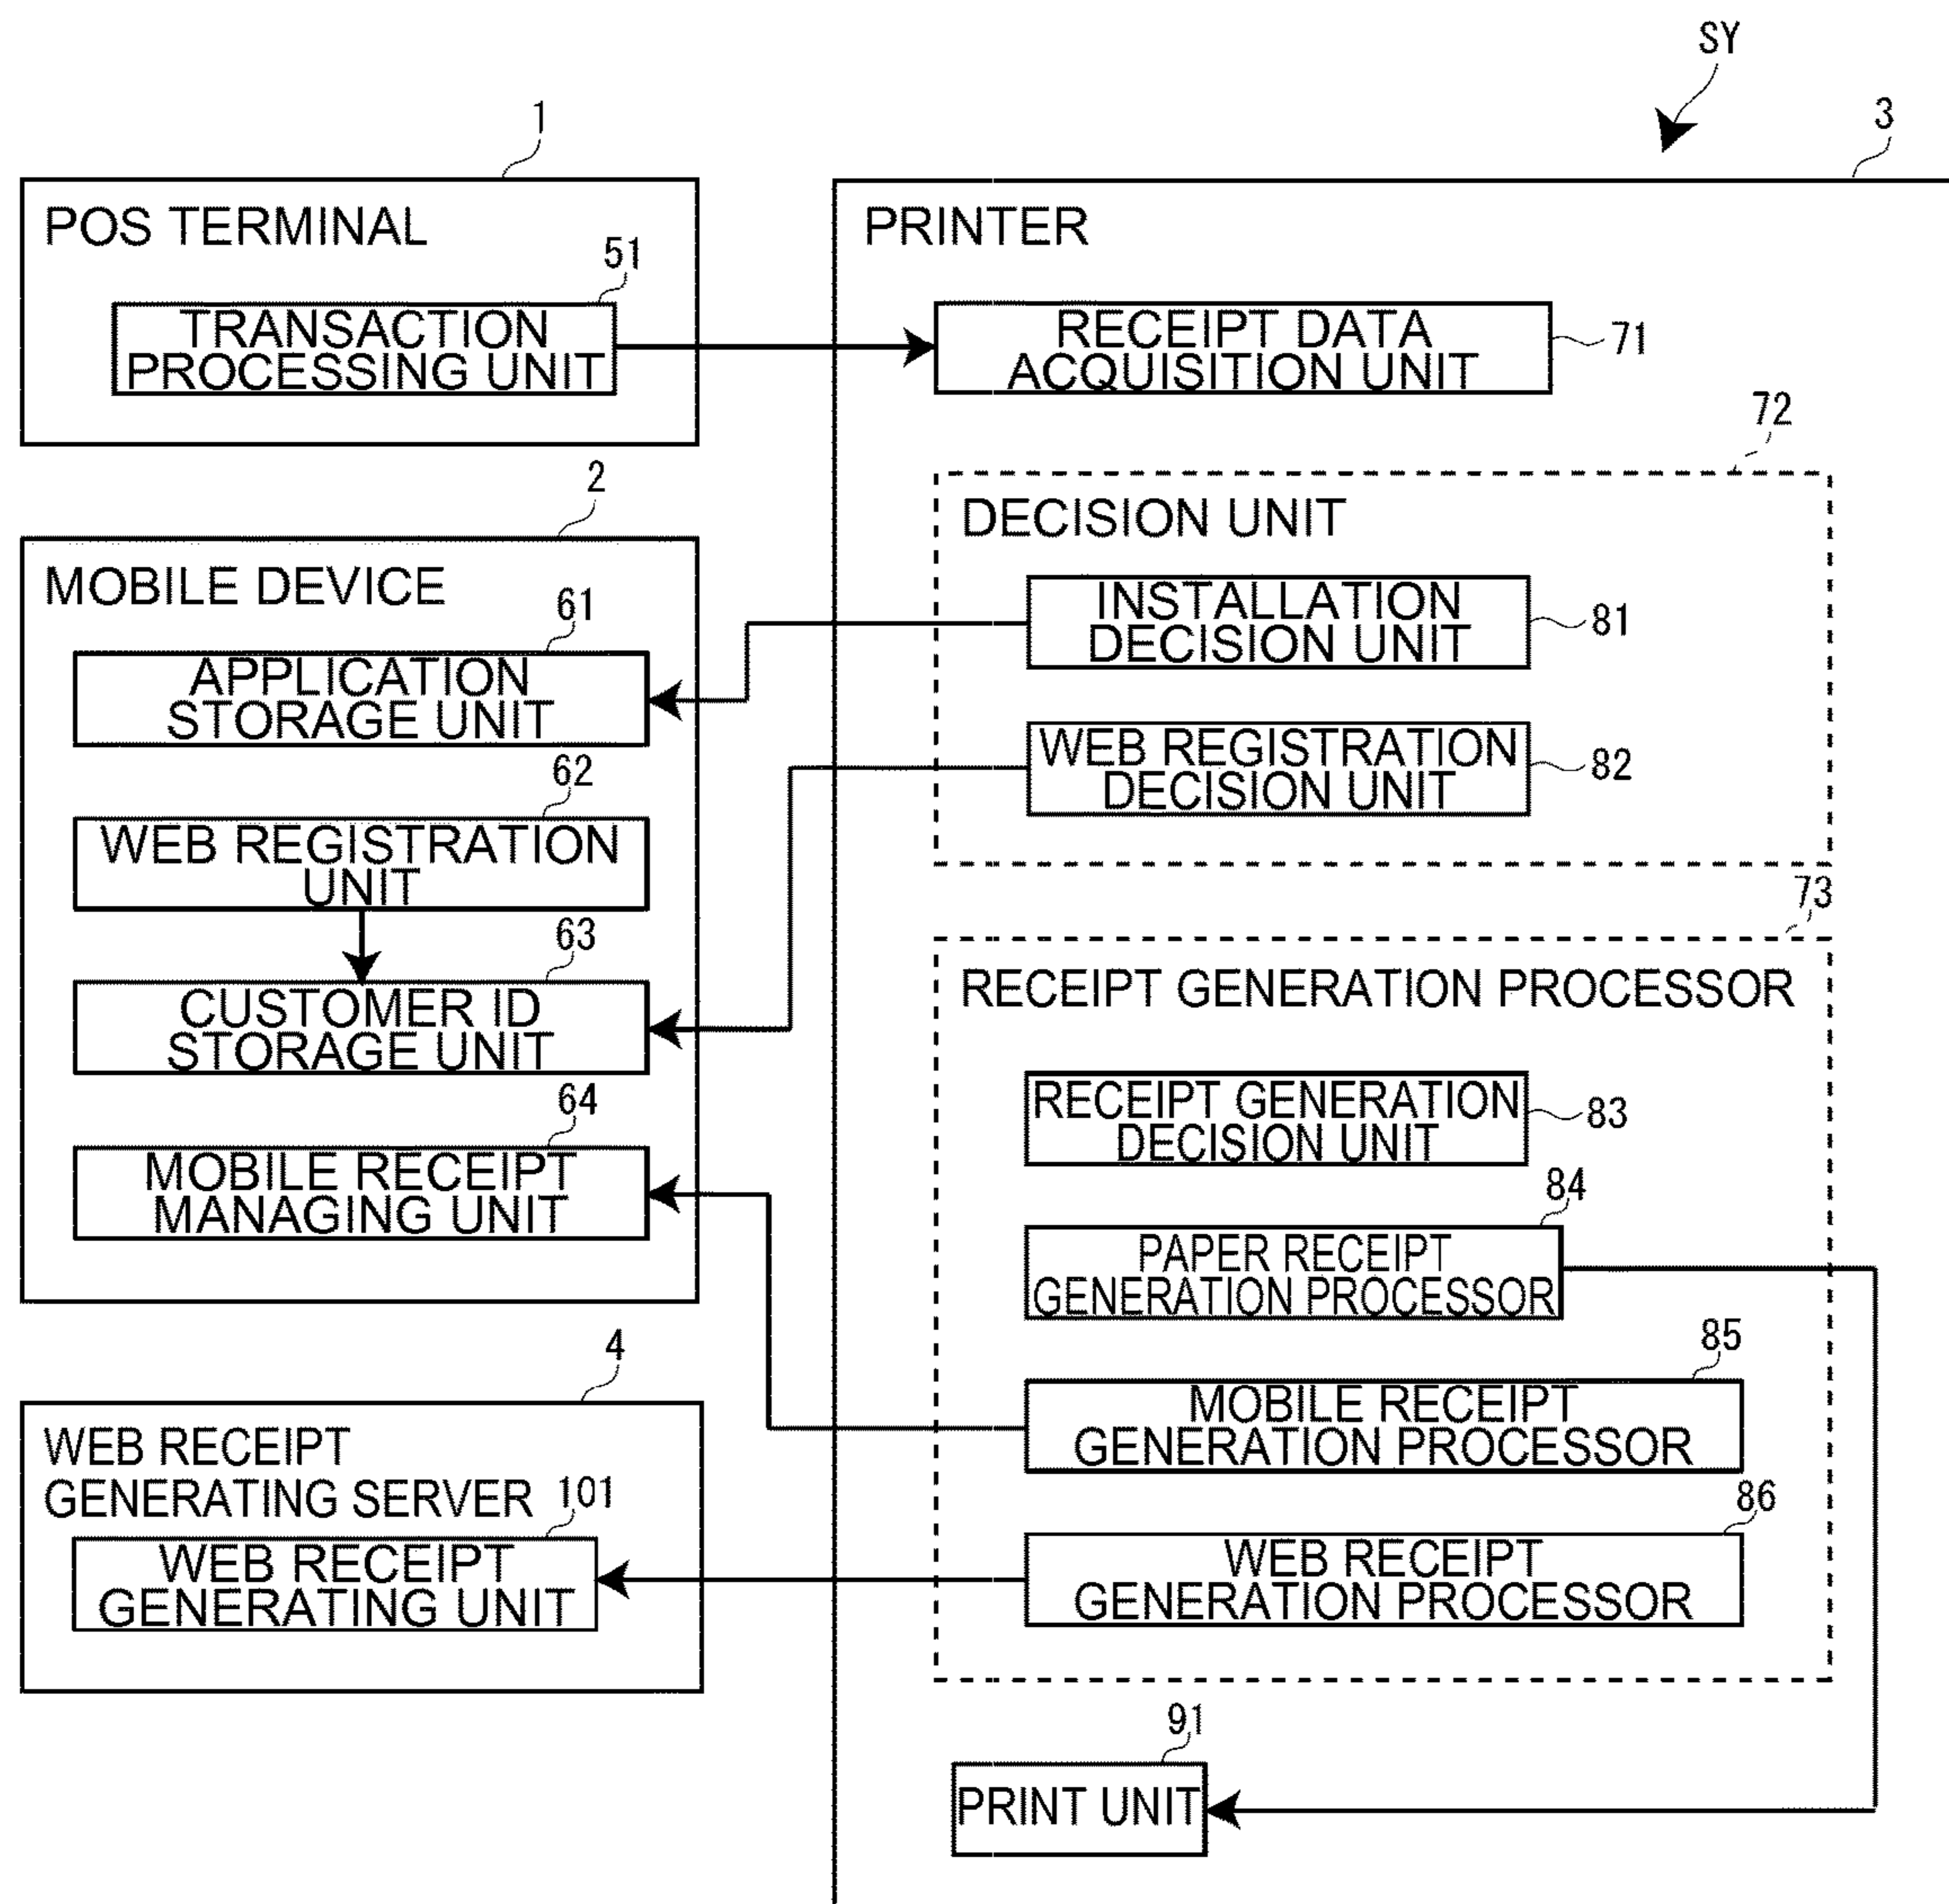 SY
1
3
POS TERMINAL
51
TRANSACTION
PROCESSING UNIT
PRINTER
RECEIPT DATA
ACQUISITION UNIT
71
72
DECISION UNIT
INSTALLATION
DECISION UNIT
81
WEB REGISTRATION
DECISION UNIT
82
2
MOBILE DEVICE
61
APPLICATION
STORAGE UNIT
62
WEB REGISTRATION
UNIT
63
CUSTOMER ID
STORAGE UNIT
64
MOBILE RECEIPT
MANAGING UNIT
73
RECEIPT GENERATION PROCESSOR
RECEIPT GENERATION
DECISION UNIT
83
84
PAPER RECEIPT
GENERATION PROCESSOR
85
MOBILE RECEIPT
GENERATION PROCESSOR
86
WEB RECEIPT
GENERATION PROCESSOR
4
WEB RECEIPT
GENERATING SERVER
101
WEB RECEIPT
GENERATING UNIT
91
PRINT UNIT